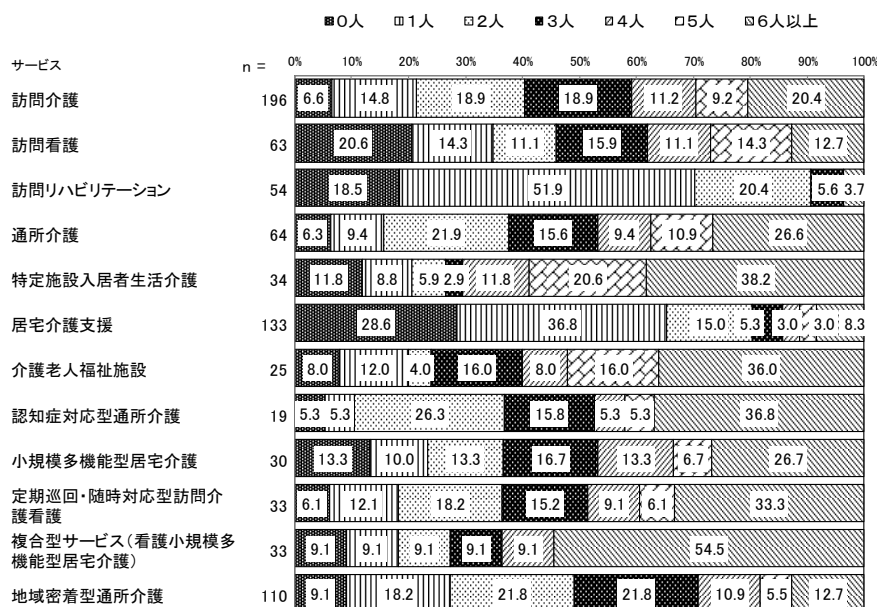 ０人 １人 ２人 ３人 ４人 ５人 ６人以上
サービス n = 0% 10% 20% 30% 40% 50% 60% 70% 80% 90% 100%
訪問介護 196 6.6 14.8 18.9 18.9 11.2 9.2 20.4
訪問看護 63 20.6 14.3 11.1 15.9 11.1 14.3 12.7
訪問リハビリテーション 54 18.5 51.9 20.4 5.6 3.7
通所介護 64 6.3 9.4 21.9 15.6 9.4 10.9 26.6
特定施設入居者生活介護 34 11.8 8.8 5.9 2.9 11.8 20.6 38.2
居宅介護支援 133 28.6 36.8 15.0 5.3 3.0 3.0 8.3
介護老人福祉施設 25 8.0 12.0 4.0 16.0 8.0 16.0 36.0
認知症対応型通所介護 19 5.3 5.3 26.3 15.8 5.3 5.3 36.8
小規模多機能型居宅介護 30 13.3 10.0 13.3 16.7 13.3 6.7 26.7
定期巡回・随時対応型訪問介
護看護 33 6.1 12.1 18.2 15.2 9.1 6.1 33.3
複合型サービス（看護小規模多
機能型居宅介護） 33 9.1 9.1 9.1 9.1 9.1 54.5
地域密着型通所介護 110 9.1 18.2 21.8 21.8 10.9 5.5 12.7